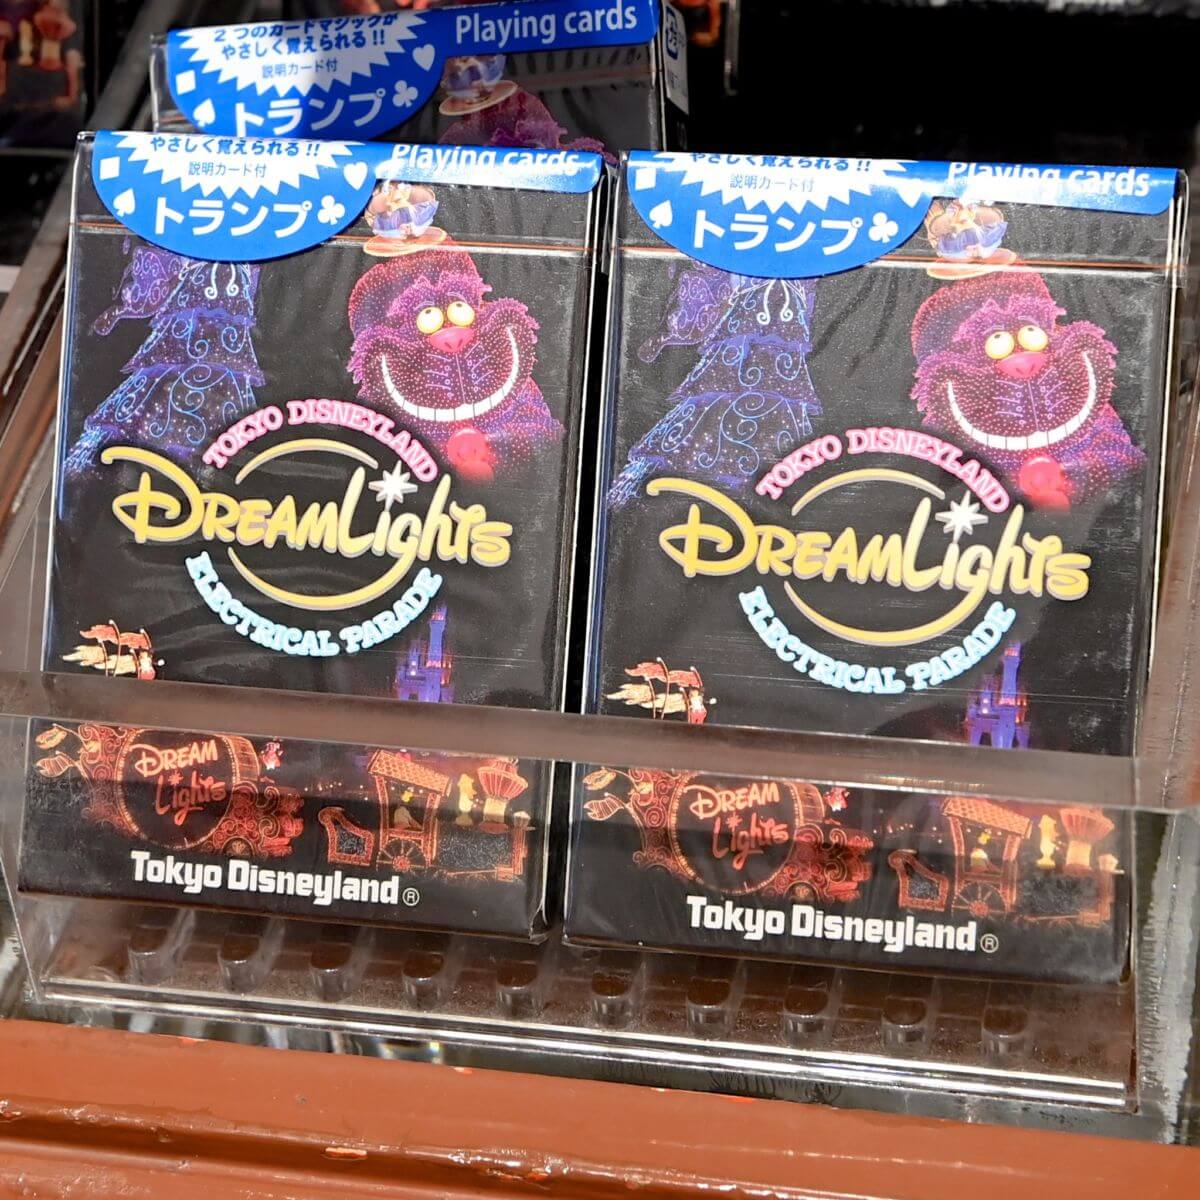 2つのカードマジックが
やさしく覚えられる!!
説明カード付
トランプ
Playing cards
やさしく覚えられる!!
説明カード付
トランプ
Playing cards
TOKYO DISNEYLAND
DREAMLights
ELECTRICAL PARADE
DREAM
Lights
Tokyo Disneyland®
やさしく覚えられる!!
説明カード付
トランプ
Playing cards
TOKYO DISNEYLAND
DREAMLights
ELECTRICAL PARADE
DREAM
Lights
Tokyo Disneyland®